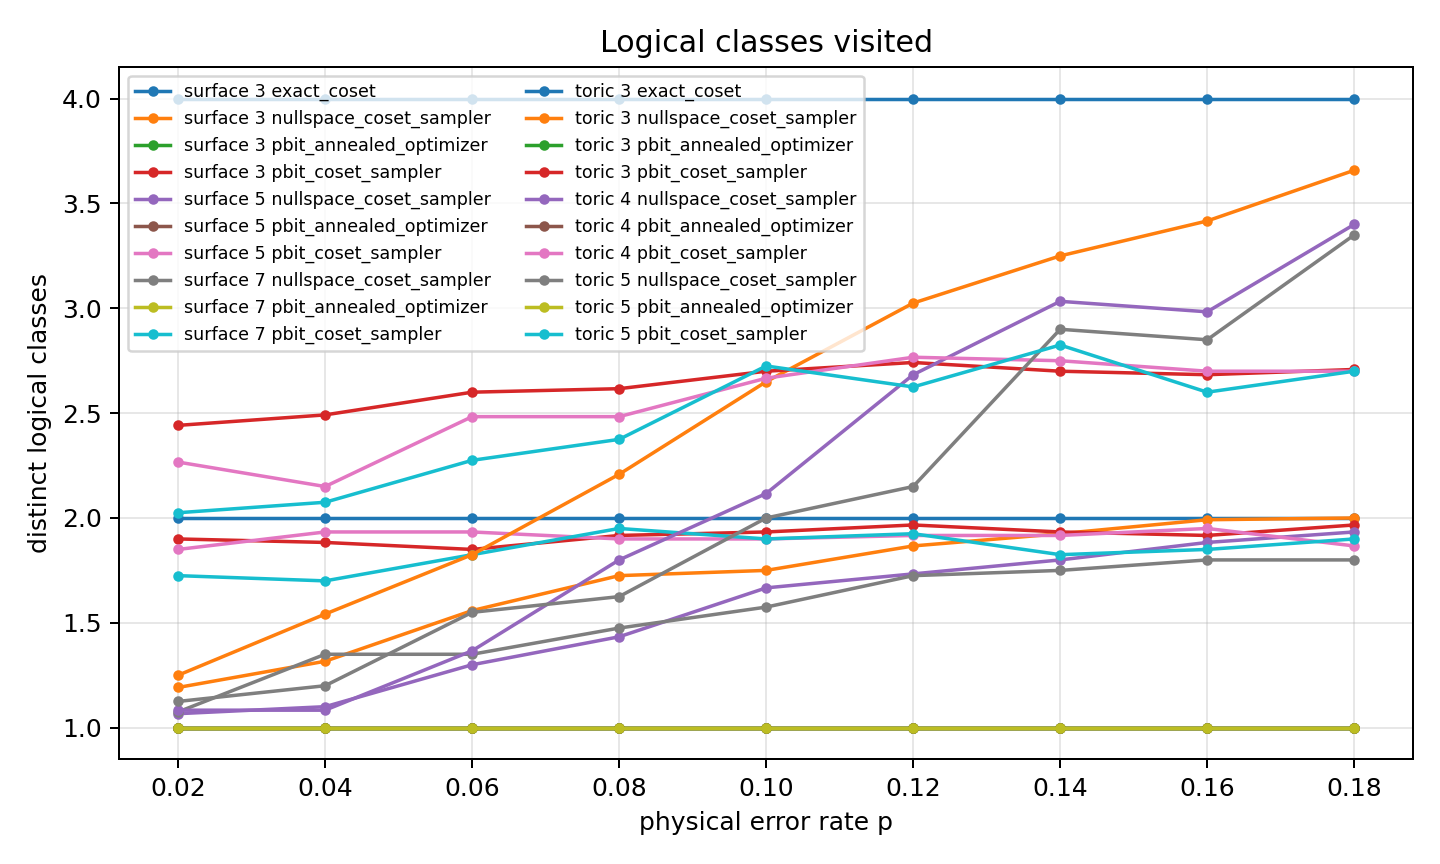 Logical classes visited
distinct logical classes
4.0
3.5
3.0
2.5
2.0
1.5
1.0
surface 3 exact_coset
surface 3 nullspace_coset_sampler
surface 3 pbit_annealed_optimizer
surface 3 pbit_coset_sampler
surface 5 nullspace_coset_sampler
surface 5 pbit_annealed_optimizer
surface 5 pbit_coset_sampler
surface 7 nullspace_coset_sampler
surface 7 pbit_annealed_optimizer
surface 7 pbit_coset_sampler
toric 3 exact_coset
toric 3 nullspace_coset_sampler
toric 3 pbit_annealed_optimizer
toric 3 pbit_coset_sampler
toric 4 nullspace_coset_sampler
toric 4 pbit_annealed_optimizer
toric 4 pbit_coset_sampler
toric 5 nullspace_coset_sampler
toric 5 pbit_annealed_optimizer
toric 5 pbit_coset_sampler
0.02 0.04 0.06 0.08 0.10 0.12 0.14 0.16 0.18
physical error rate p